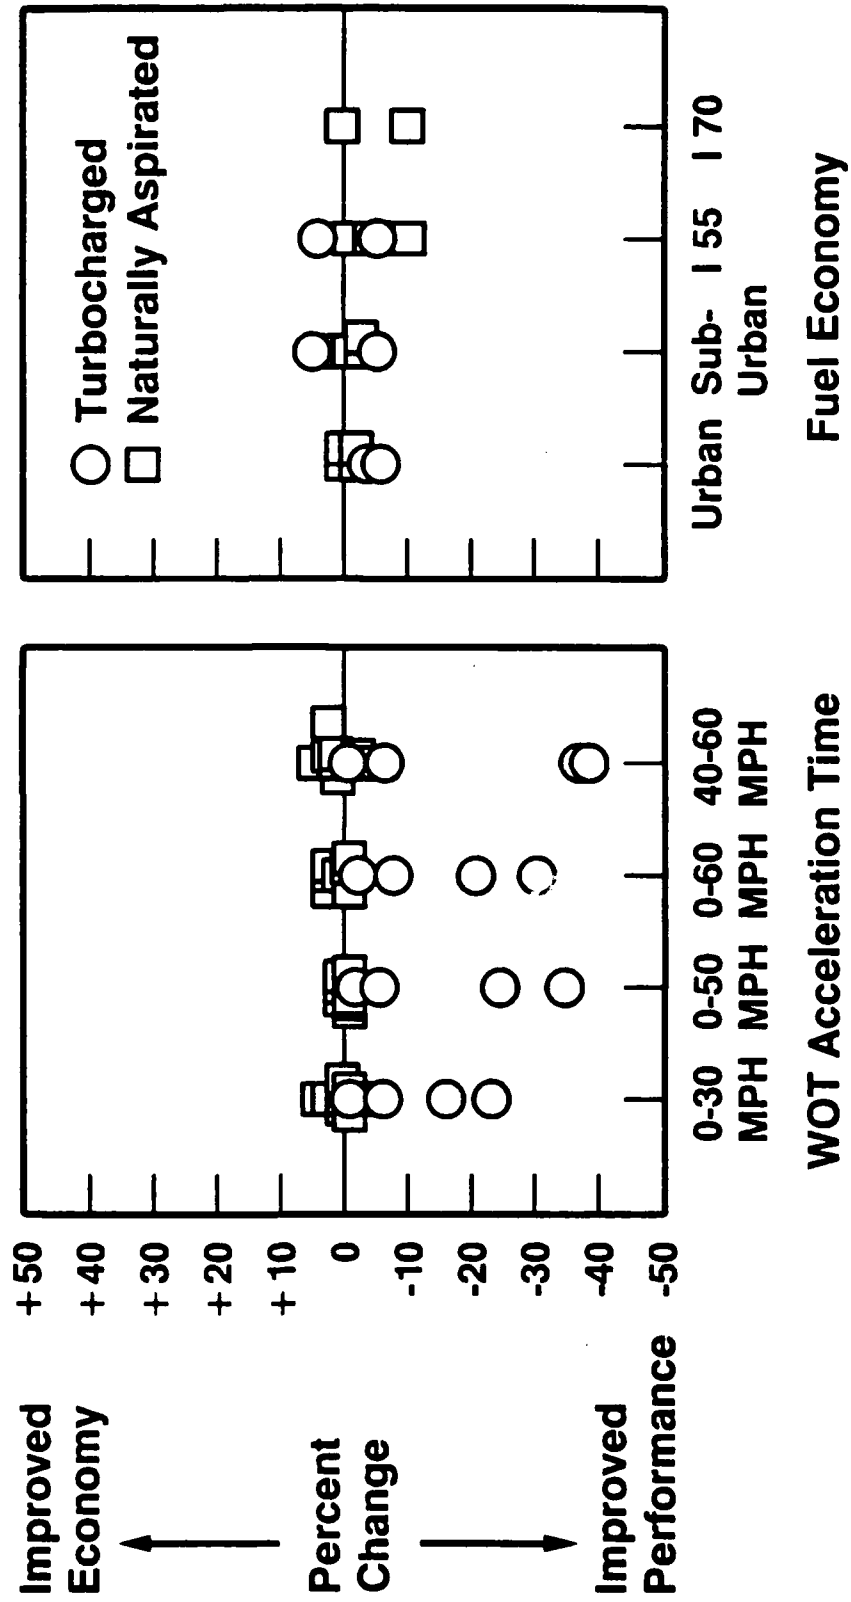 Improved
Economy
Percent
Change
Improved
Performance
+50
+40
+30
+20
+10
0
-10
-20
-30
-40
-50
0-30
MPH
0-50
MPH
0-60
MPH
40-60
MPH
WOT Acceleration Time
Turbocharged
Naturally Aspirated
Urban
Sub-
Urban
I 55
I 70
Fuel Economy